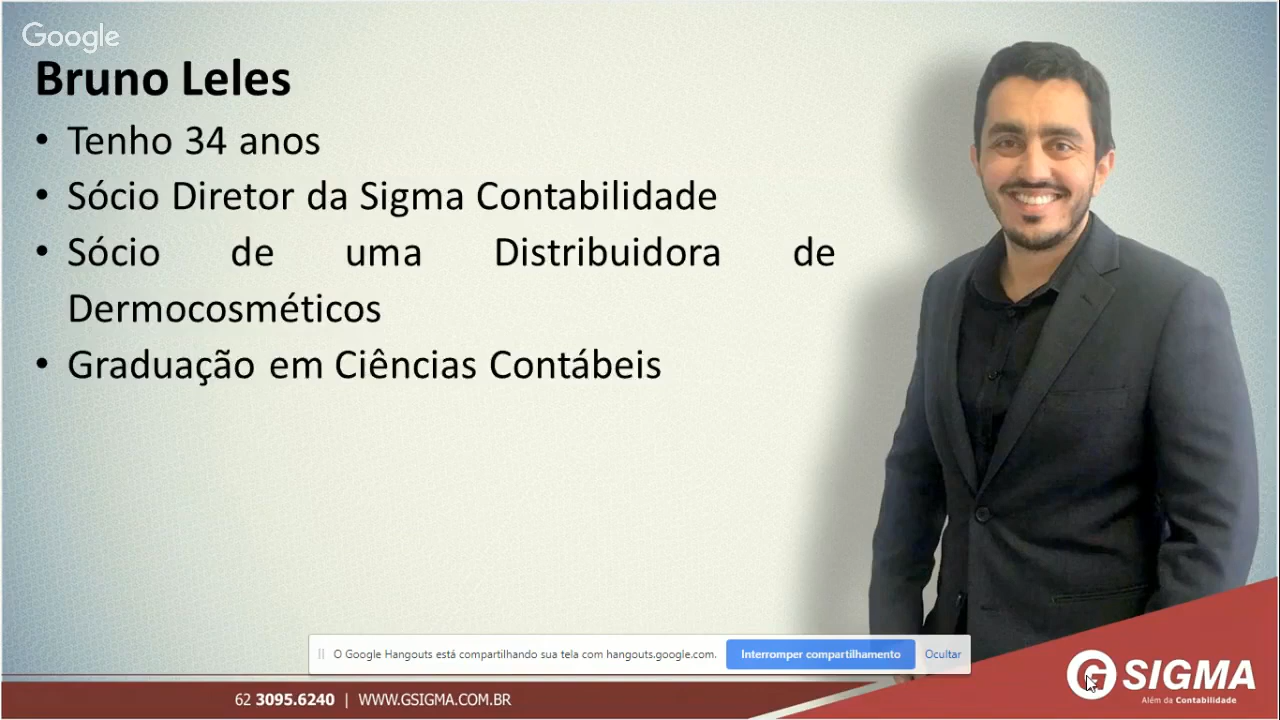 Google
Bruno Leles
• Tenho 34 anos
• Sócio Diretor da Sigma Contabilidade
• Sócio de uma Distribuidora de
Dermocosméticos
• Graduação em Ciências Contábeis
O Google Hangouts está compartilhando sua tela com hangouts.google.com. Interromper compartilhamento Ocultar
62 3095.6240 | WWW.GSIGMA.COM.BR
G SIGMA
Além da Contabilidade